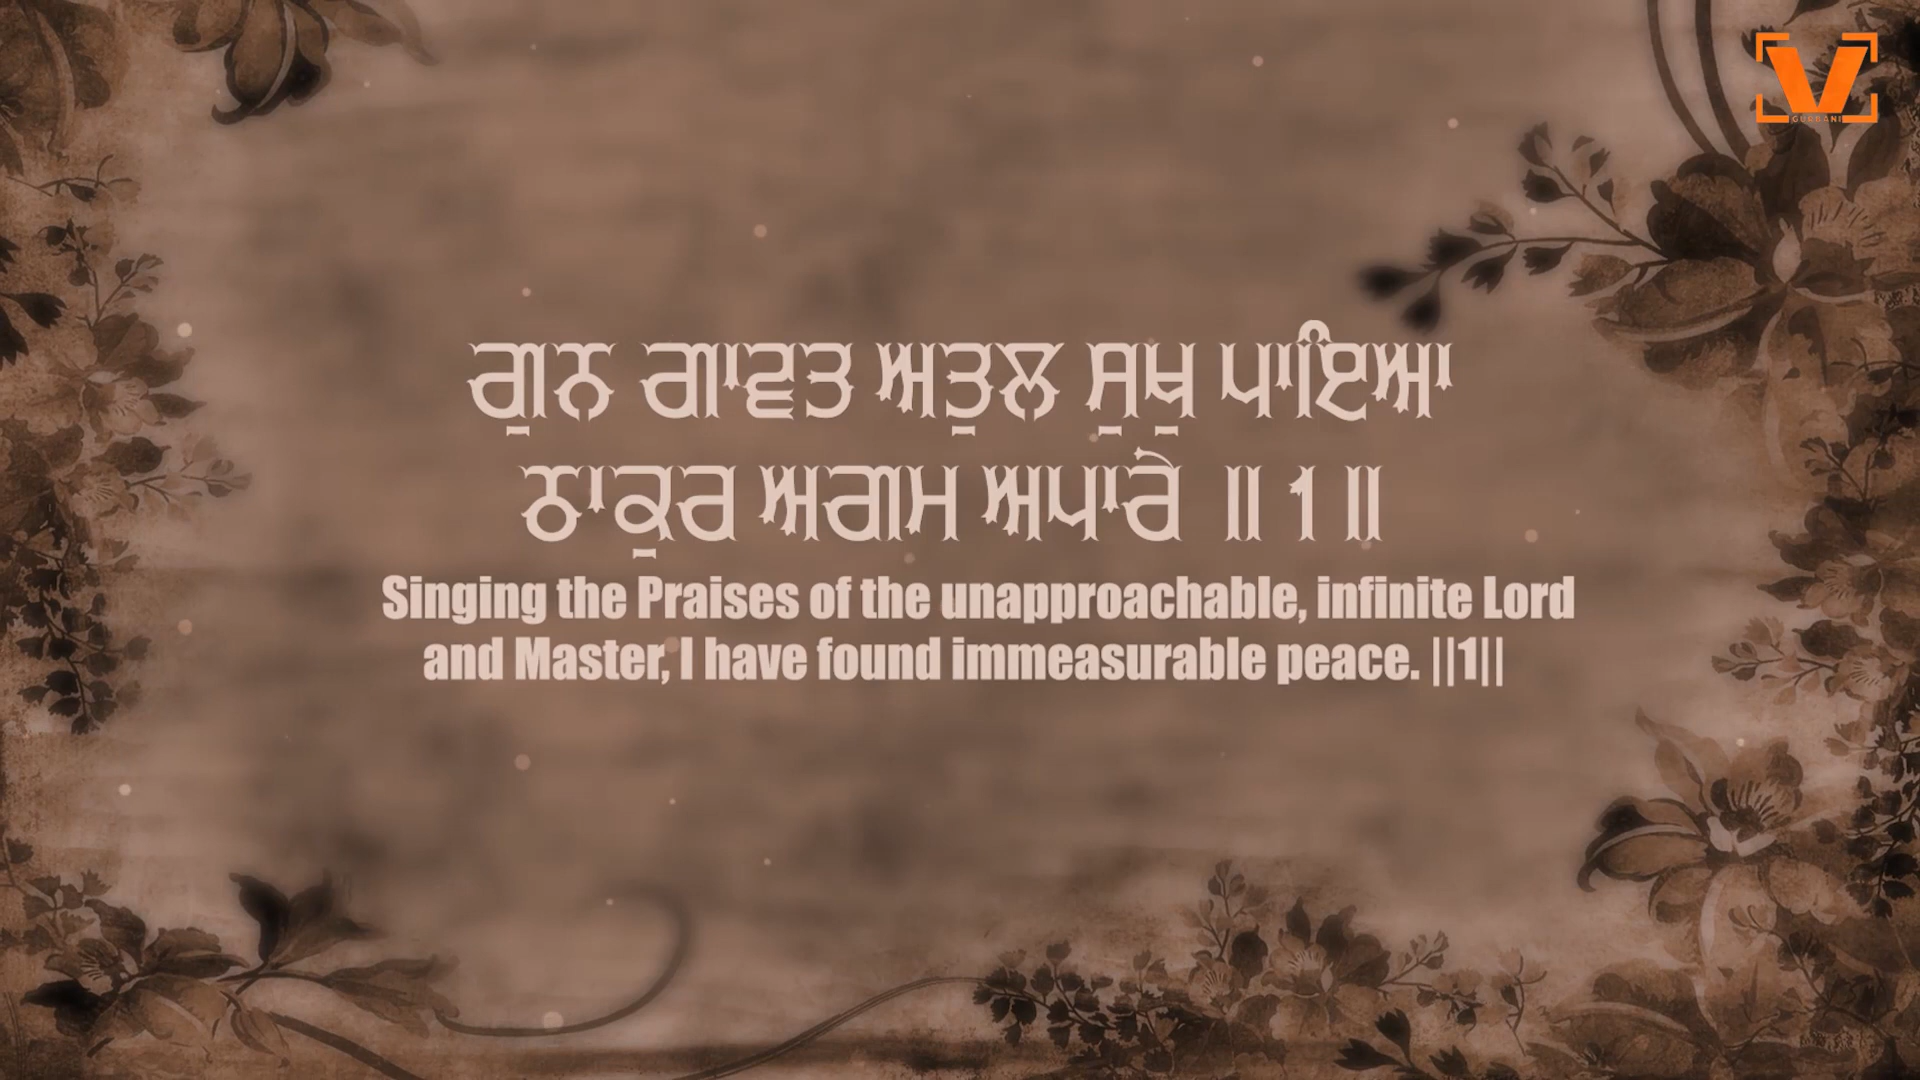 ਗੁਨ ਗਾਵਤ ਅਤੁਲ ਸੁਖੁ ਪਾਇਆ
ਠਾਕੁਰ ਅਗਮ ਅਪਾਰੇ ॥1॥
Singing the Praises of the unapproachable, infinite Lord
and Master, I have found immeasurable peace. ||1||
V
GURBANI